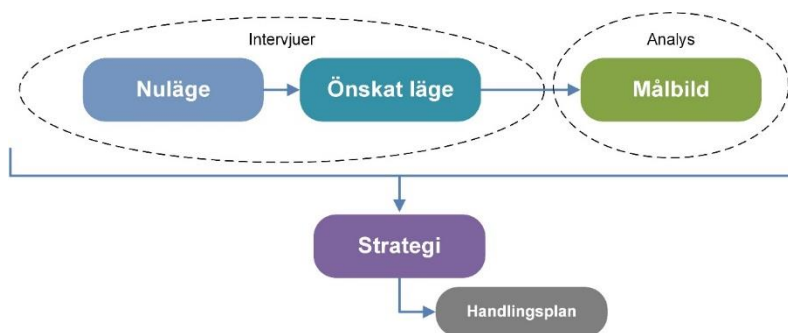 Intervjuer
Analys
Nuläge
Önskat läge
Målbild
Strategi
Handlingsplan